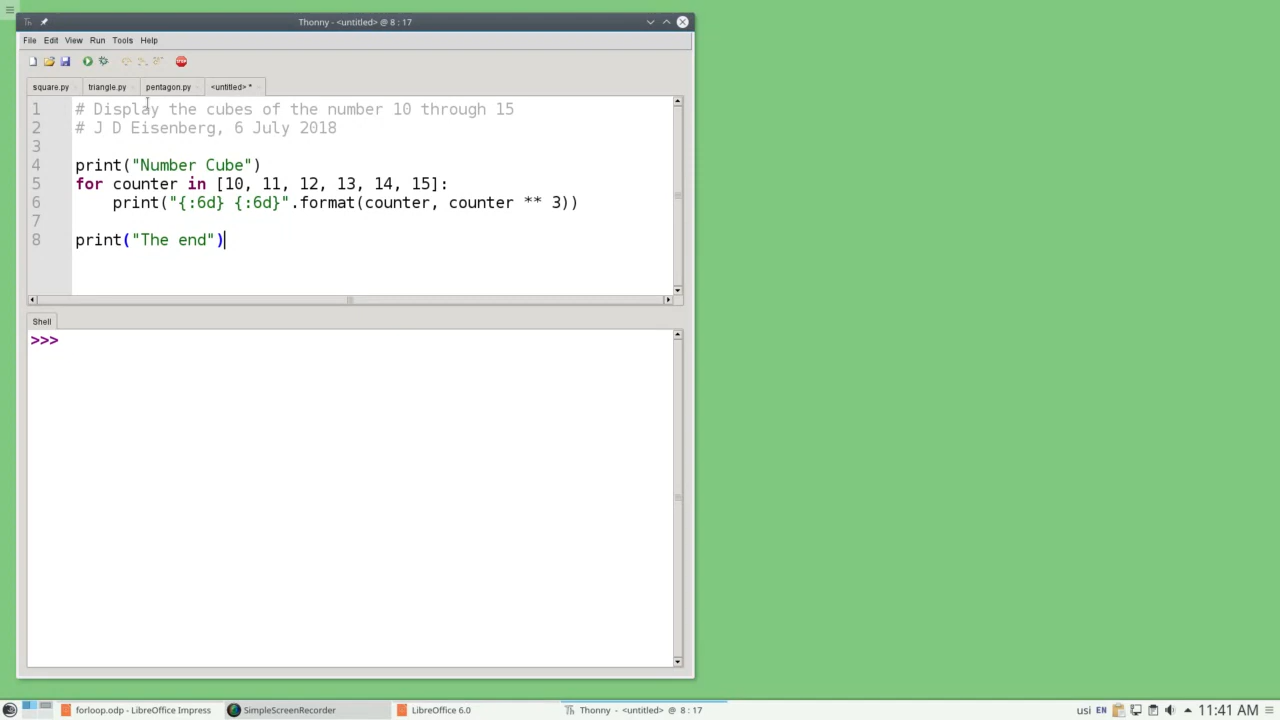 Thonny - <untitled> @ 8 : 17
File Edit View Run Tools Help
STOP
square.py triangle.py pentagon.py <untitled> *
1 # Display the cubes of the number 10 through 15
2 # J D Eisenberg, 6 July 2018
3
4 print("Number Cube")
5 for counter in [10, 11, 12, 13, 14, 15]:
6     print("{:6d} {:6d}".format(counter, counter ** 3))
7
8 print("The end")
Shell
>>>
forloop.odp - LibreOffice Impress SimpleScreenRecorder LibreOffice 6.0 Th Thonny - <untitled> @ 8 : 17 usi EN 11:41 AM